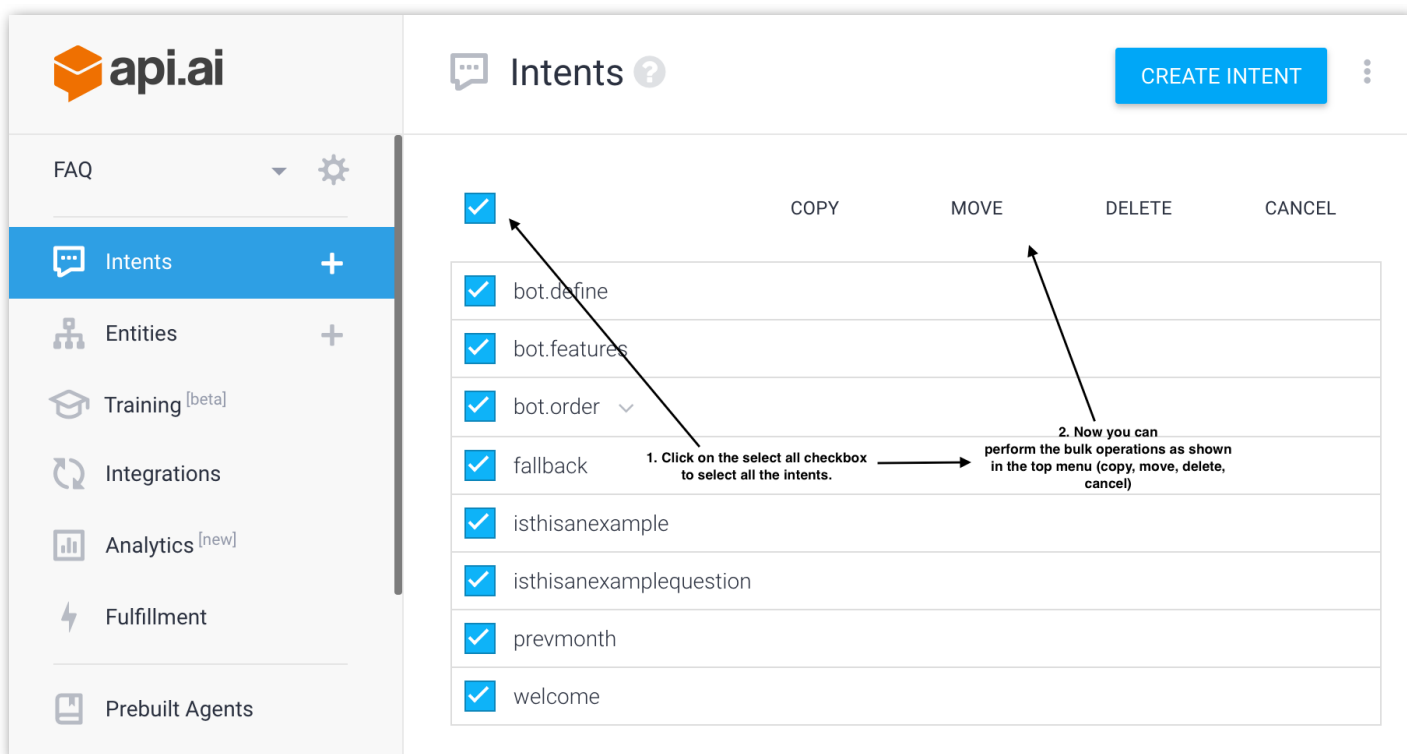 api.ai
Intents ?
CREATE INTENT
FAQ
Intents
Entities
Training [beta]
Integrations
Analytics [new]
Fulfillment
Prebuilt Agents
COPY MOVE DELETE CANCEL
bot.define
bot.features
bot.order
fallback
isthisanexample
isthisanexamplequestion
prevmonth
welcome
1. Click on the select all checkbox
to select all the intents.
2. Now you can
perform the bulk operations as shown
in the top menu (copy, move, delete,
cancel)